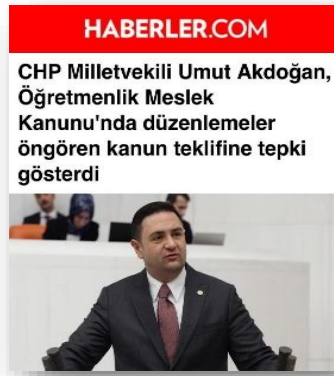 HABERLER.COM
CHP Milletvekili Umut Akdoğan,
Öğretmenlik Meslek
Kanunu'nda düzenlemeler
öngören kanun teklifine tepki
gösterdi